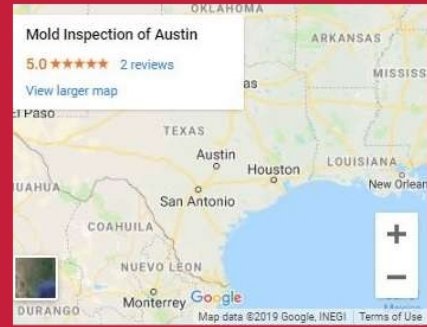 OKLAHOMA
Mold Inspection of Austin
5.0 ★★★★★ 2 reviews
View larger map
ARKANSAS
MISSISS
as
El Paso
TEXAS
Austin
Houston
LOUISIANA
New Orlean
San Antonio
UAHUA
COAHUILA
+
−
NUEVO LEON
Monterrey
Google
DURANGO
Map data ©2019 Google, INEGI Terms of Use